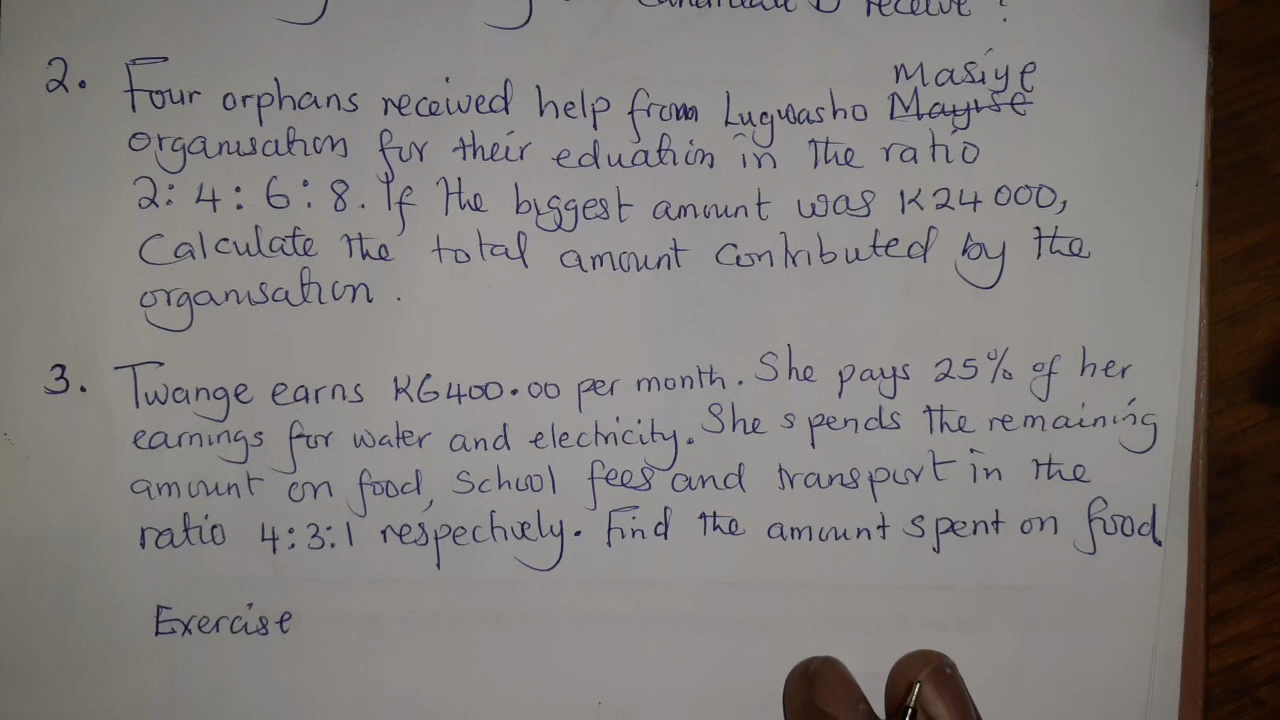 Candidate D receive ?
2. Four orphans received help from Lugwasho Masiye
organisation for their eduation in the ratio
2: 4: 6: 8. If the biggest amount was K24 000,
Calculate the total amount contributed by the
organisation.
3. Twange earns K6400.00 per month. She pays 25% of her
earnings for water and electricity. She spends the remaining
amount on food, School fees and transport in the
ratio 4:3:1 respectively. Find the amount spent on food
Exercise